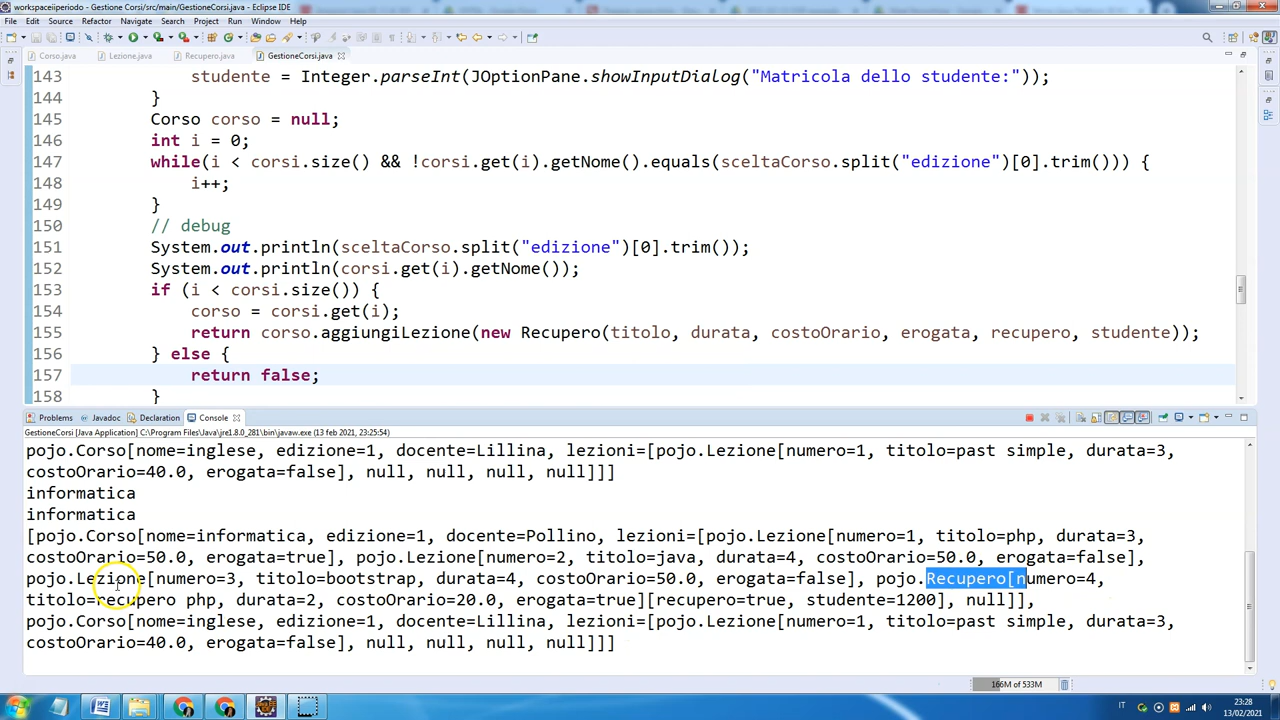 workspaceiiperiodo - Gestione Corsi/src/main/GestioneCorsi.java - Eclipse IDE
File Edit Source Refactor Navigate Search Project Run Window Help
Corso.java Lezione.java Recupero.java GestioneCorsi.java
143 studente = Integer.parseInt(JOptionPane.showInputDialog("Matricola dello studente:"));
144 }
145 Corso corso = null;
146 int i = 0;
147 while(i < corsi.size() && !corsi.get(i).getNome().equals(sceltaCorso.split("edizione")[0].trim())) {
148 i++;
149 }
150 // debug
151 System.out.println(sceltaCorso.split("edizione")[0].trim());
152 System.out.println(corsi.get(i).getNome());
153 if (i < corsi.size()) {
154 corso = corsi.get(i);
155 return corso.aggiungiLezione(new Recupero(titolo, durata, costoOrario, erogata, recupero, studente));
156 } else {
157 return false;
158 }
Problems Javadoc Declaration Console
GestioneCorsi [Java Application] C:\Program Files\Java\jre1.8.0_281\bin\javaw.exe (13 feb 2021, 23:25:54)
pojo.Corso[nome=inglese, edizione=1, docente=Lillina, lezioni=[pojo.Lezione[numero=1, titolo=past simple, durata=3,
costoOrario=40.0, erogata=false], null, null, null, null]]]
informatica
informatica
[pojo.Corso[nome=informatica, edizione=1, docente=Pollino, lezioni=[pojo.Lezione[numero=1, titolo=php, durata=3,
costoOrario=50.0, erogata=true], pojo.Lezione[numero=2, titolo=java, durata=4, costoOrario=50.0, erogata=false],
pojo.Lezione[numero=3, titolo=bootstrap, durata=4, costoOrario=50.0, erogata=false], pojo.Recupero[numero=4,
titolo=recupero php, durata=2, costoOrario=20.0, erogata=true][recupero=true, studente=1200], null]],
pojo.Corso[nome=inglese, edizione=1, docente=Lillina, lezioni=[pojo.Lezione[numero=1, titolo=past simple, durata=3,
costoOrario=40.0, erogata=false], null, null, null, null]]]
166M of 533M
IT 23:28
13/02/2021